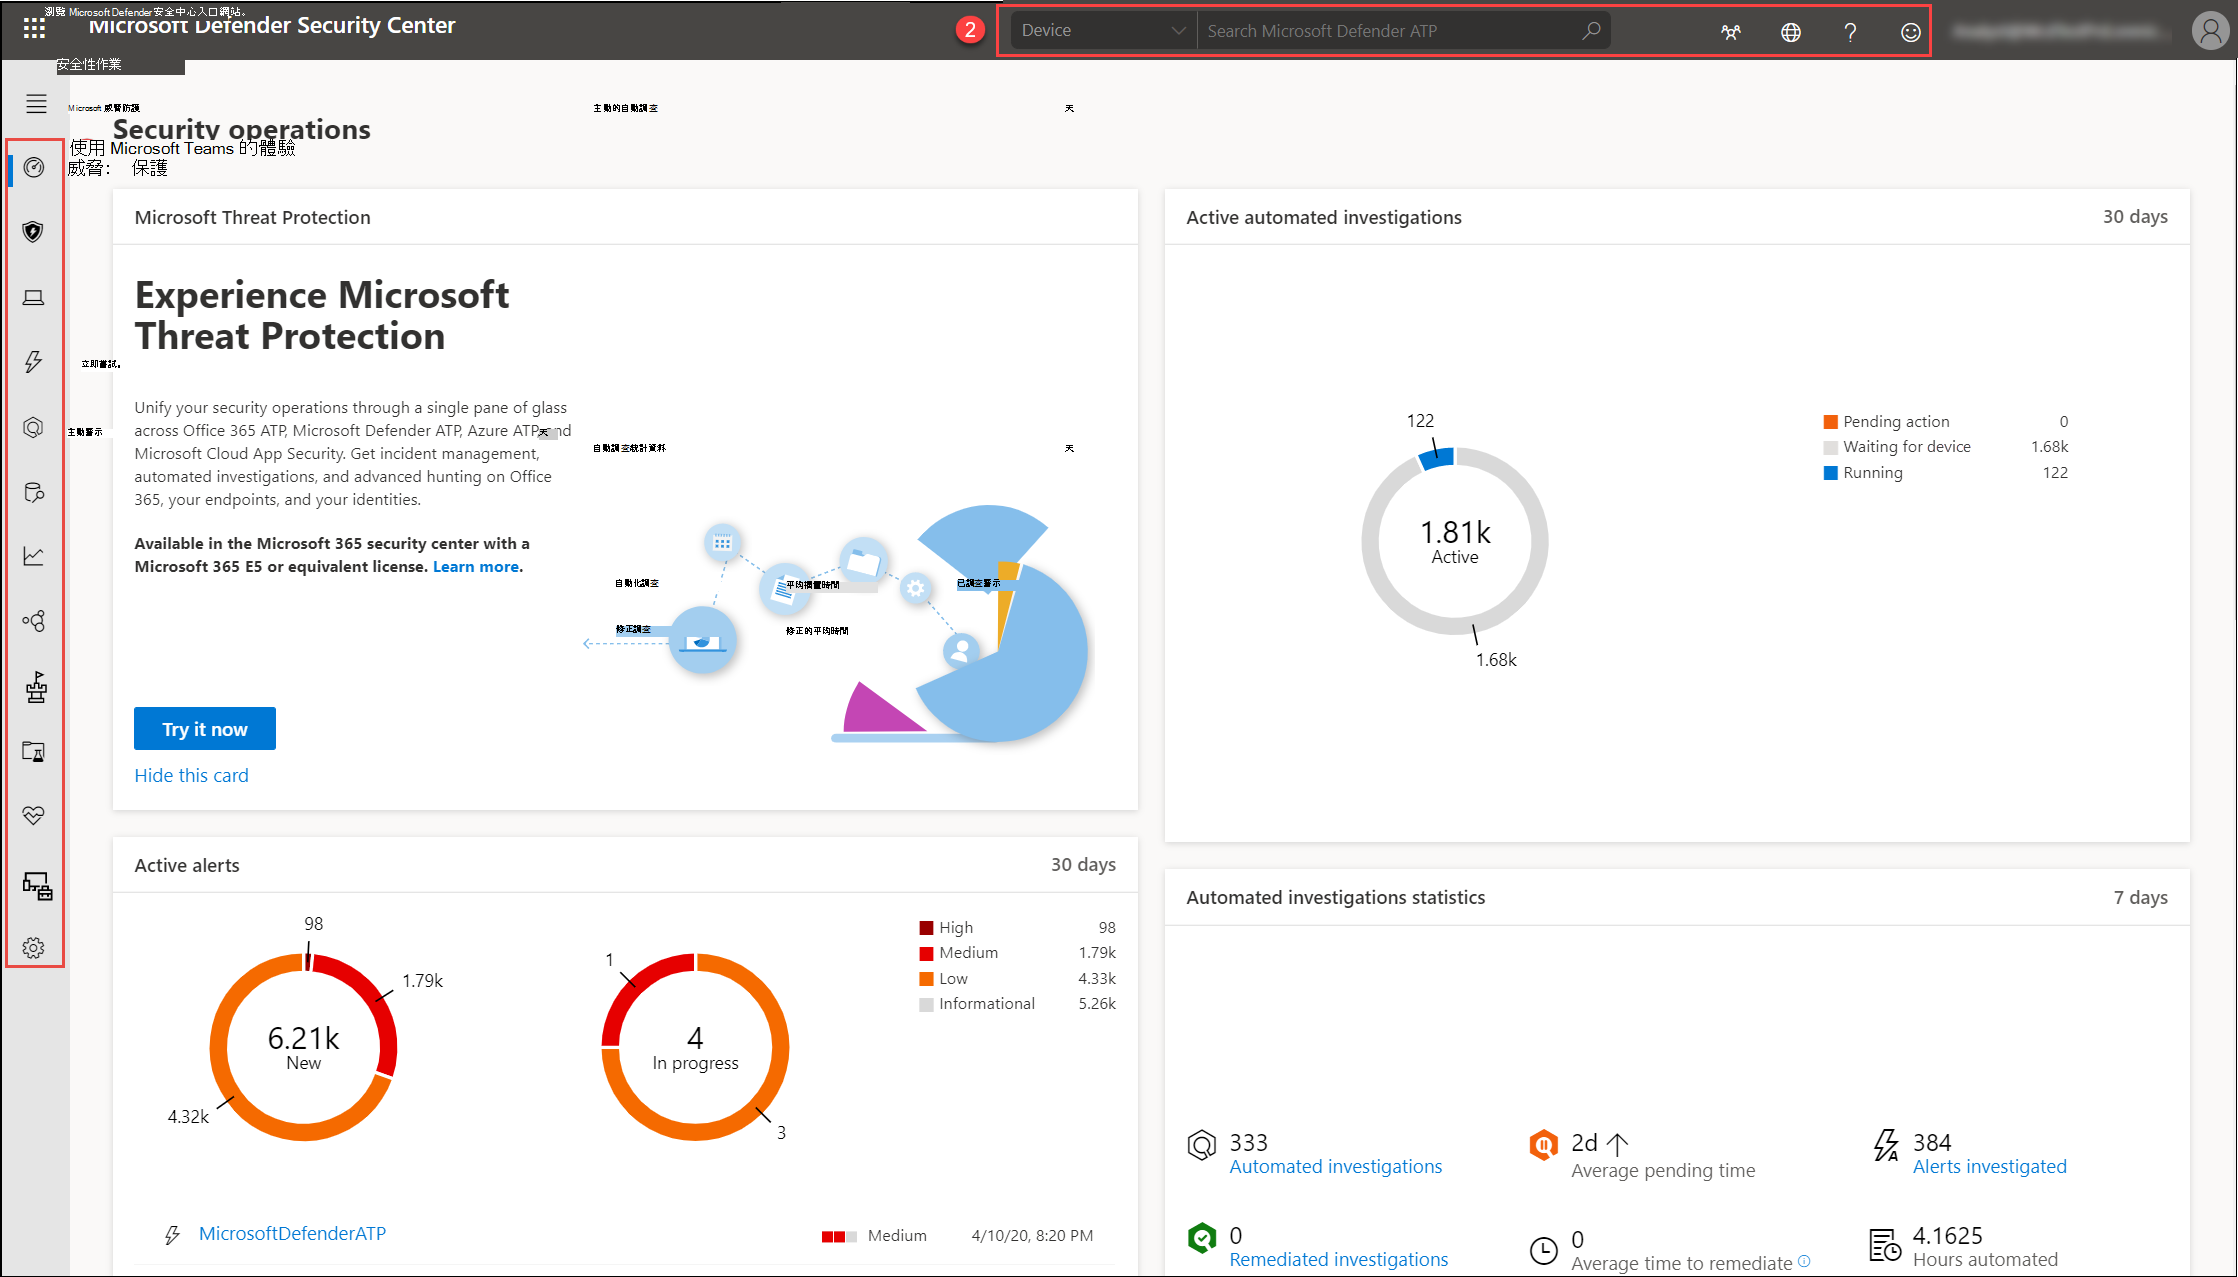 瀏覽 Microsoft Defender 安全中心入口網站。
Microsoft Defender Security Center
2
Device
Search Microsoft Defender ATP
安全性作業
Microsoft 威脅防護
主動的自動調查
天
Security operations
使用 Microsoft Teams 的體驗
威脅： 保護
Microsoft Threat Protection
Experience Microsoft
Threat Protection
立即嘗試。
Unify your security operations through a single pane of glass
across Office 365 ATP, Microsoft Defender ATP, Azure ATP
主動警示
天
Microsoft Cloud App Security. Get incident management,
automated investigations, and advanced hunting on Office
365, your endpoints, and your identities.
自動調查統計資料
天
Available in the Microsoft 365 security center with a
Microsoft 365 E5 or equivalent license. Learn more.
自動化調查
平均擱置時間
已調查警示
修正調查
修正的平均時間
Try it now
Hide this card
Active automated investigations
30 days
122
1.81k
Active
1.68k
Pending action 0
Waiting for device 1.68k
Running 122
Active alerts
30 days
98
1.79k
6.21k
New
4.32k
1
4
In progress
3
High 98
Medium 1.79k
Low 4.33k
Informational 5.26k
MicrosoftDefenderATP
Medium
4/10/20, 8:20 PM
Automated investigations statistics
7 days
333
Automated investigations
2d
Average pending time
384
Alerts investigated
0
Remediated investigations
0
Average time to remediate
4.1625
Hours automated